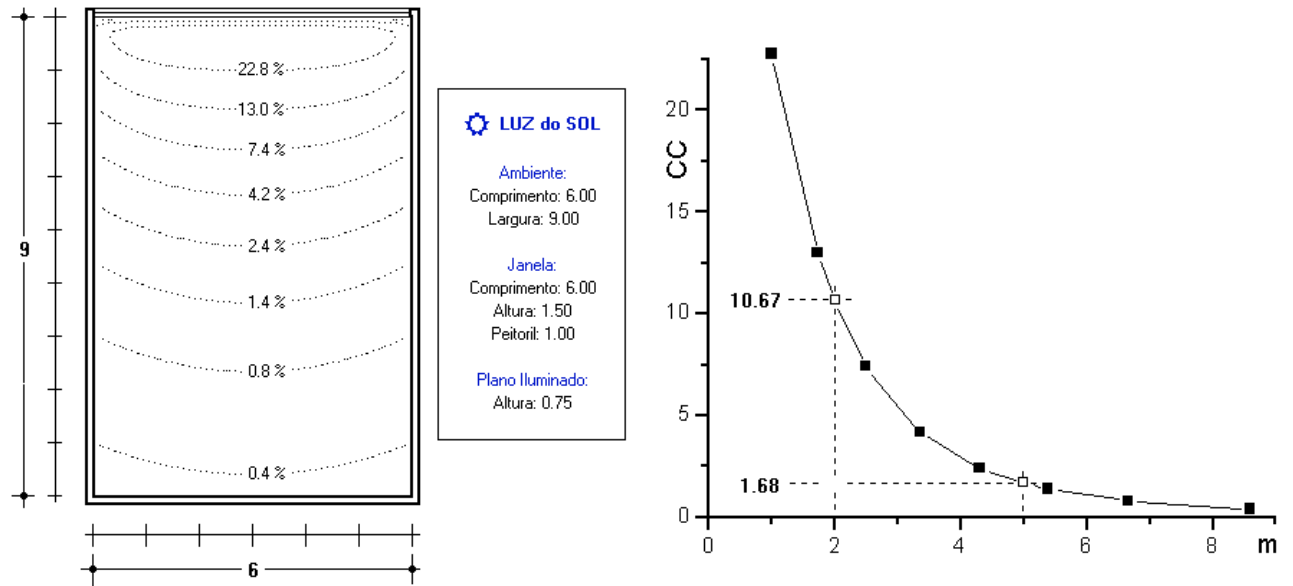 22.8 %
13.0 %
7.4 %
4.2 %
2.4 %
1.4 %
0.8 %
0.4 %
9
6
LUZ do SOL
Ambiente:
Comprimento: 6.00
Largura: 9.00
Janela:
Comprimento: 6.00
Altura: 1.50
Peitoril: 1.00
Plano Iluminado:
Altura: 0.75
CC
20
15
10
5
0
10.67
1.68
0 2 4 6 8 m